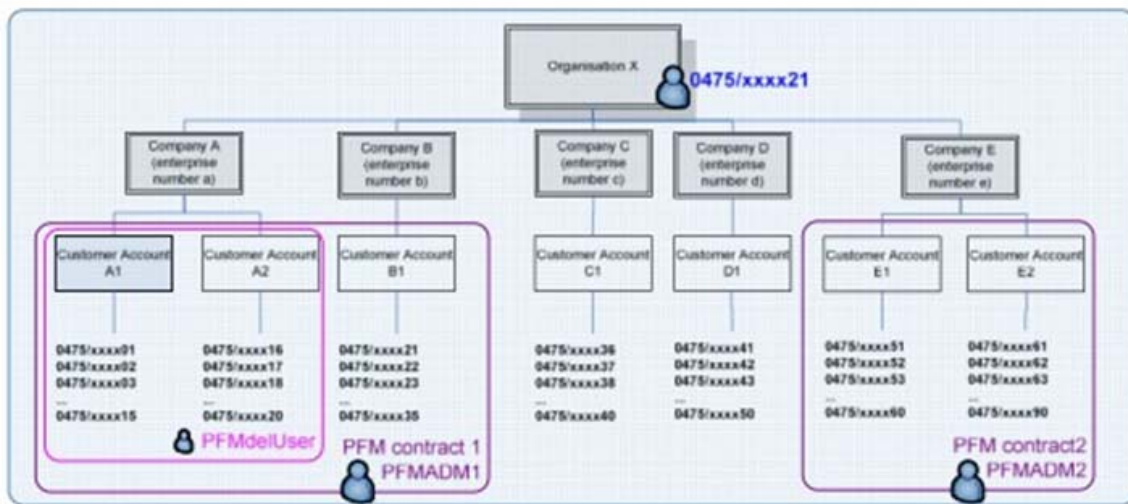 Organisation X
0475/xxxx21
Company A
(enterprise
number a)
Company B
(enterprise
number b)
Company C
(enterprise
number c)
Company D
(enterprise
number d)
Company E
(enterprise
number e)
Customer Account
A1
Customer Account
A2
Customer Account
B1
Customer Account
C1
Customer Account
D1
Customer Account
E1
Customer Account
E2
0475/xxxx01
0475/xxxx02
0475/xxxx03
...
0475/xxxx15
0475/xxxx16
0475/xxxx17
0475/xxxx18
...
0475/xxxx20
0475/xxxx21
0475/xxxx22
0475/xxxx23
...
0475/xxxx35
0475/xxxx36
0475/xxxx37
0475/xxxx38
...
0475/xxxx40
0475/xxxx41
0475/xxxx42
0475/xxxx43
...
0475/xxxx50
0475/xxxx51
0475/xxxx52
0475/xxxx53
...
0475/xxxx60
0475/xxxx61
0475/xxxx62
0475/xxxx63
...
0475/xxxx90
PFMdelUser
PFM contract 1
PFMADM1
PFM contract2
PFMADM2